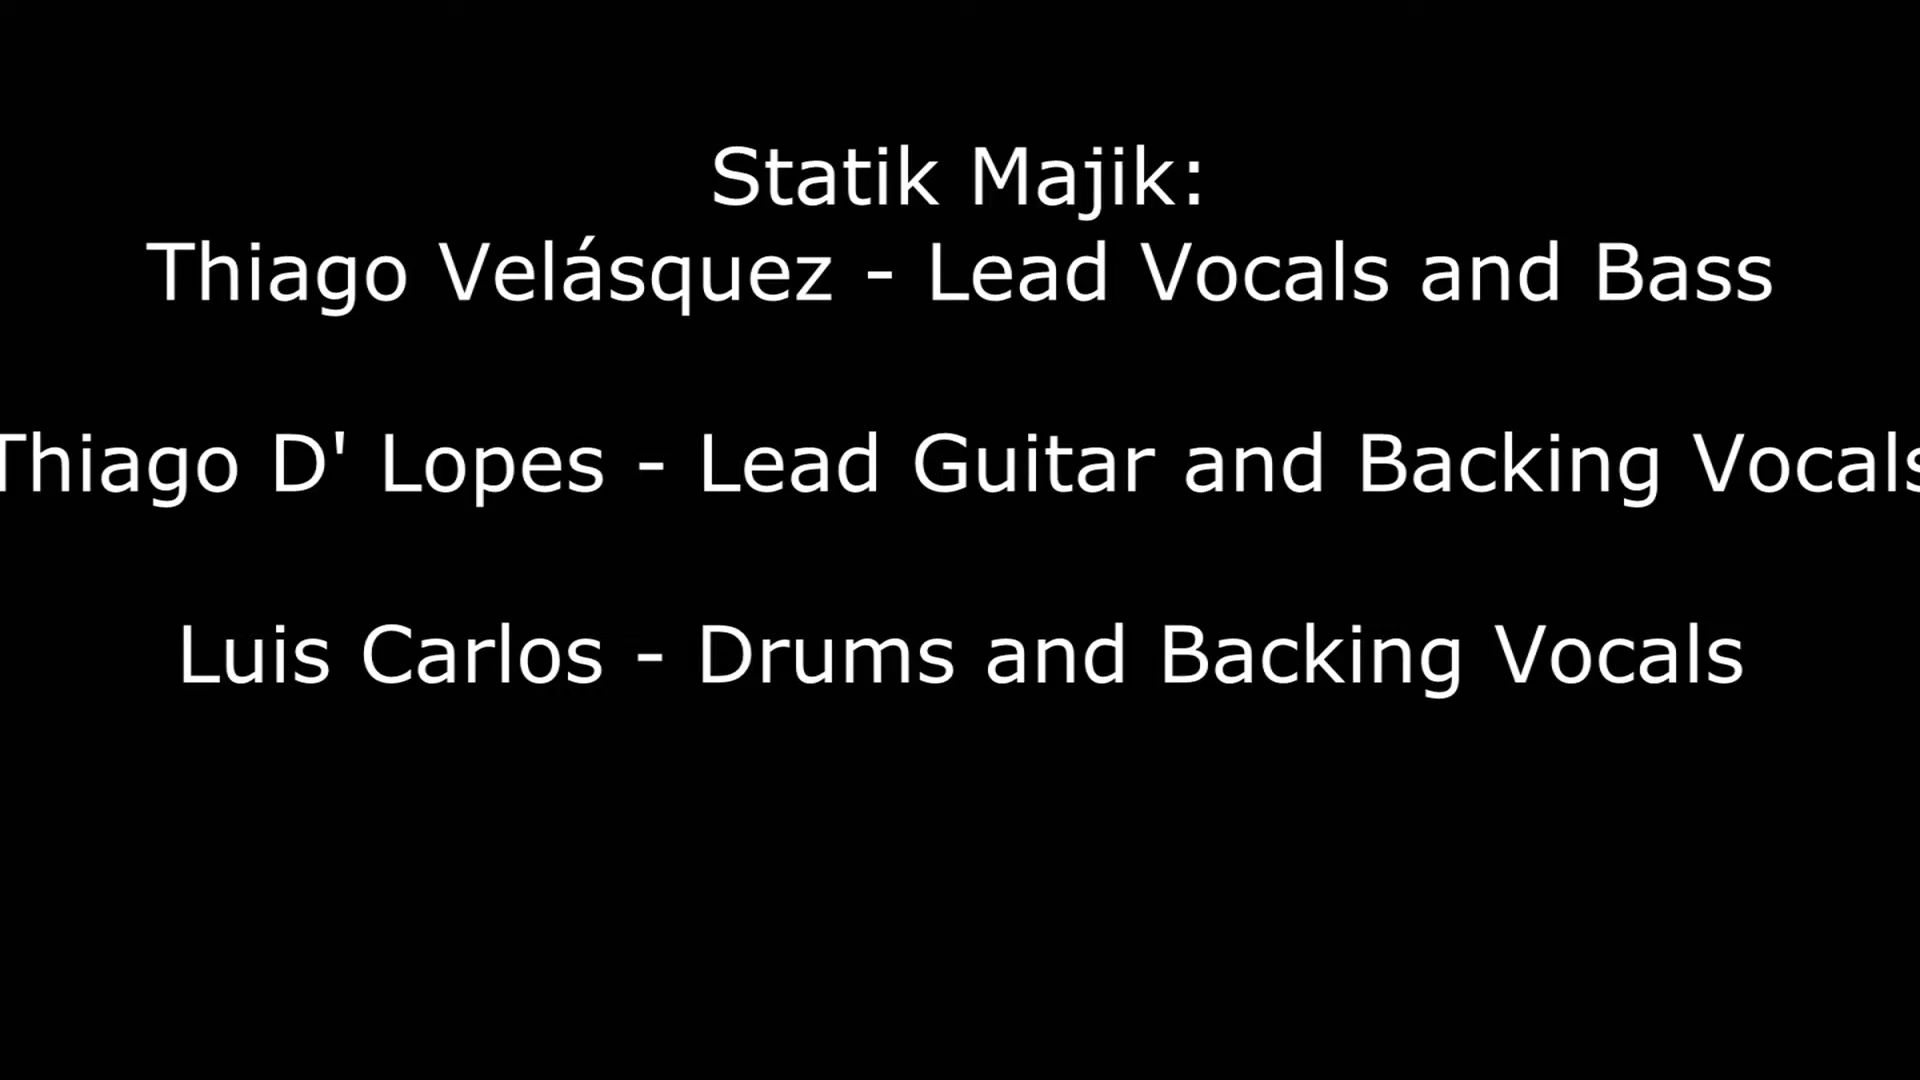 Statik Majik:
Thiago Velásquez - Lead Vocals and Bass
Thiago D' Lopes - Lead Guitar and Backing Vocals
Luis Carlos - Drums and Backing Vocals